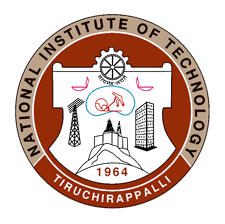 NATIONAL INSTITUTE OF TECHNOLOGY
1964
TIRUCHIRAPPALLI